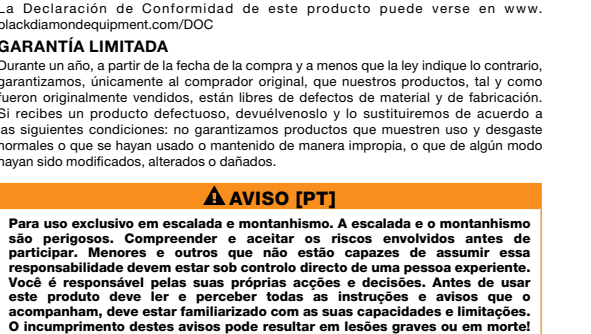 La Declaración de Conformidad de este producto puede verse en www.
blackdiamondequipment.com/DOC
GARANTÍA LIMITADA
Durante un año, a partir de la fecha de la compra y a menos que la ley indique lo contrario,
garantizamos, únicamente al comprador original, que nuestros productos, tal y como
fueron originalmente vendidos, están libres de defectos de material y de fabricación.
Si recibes un producto defectuoso, devuélvenoslo y lo sustituiremos de acuerdo a
las siguientes condiciones: no garantizamos productos que muestren uso y desgaste
normales o que se hayan usado o mantenido de manera impropia, o que de algún modo
hayan sido modificados, alterados o dañados.
AVISO [PT]
Para uso exclusivo em escalada e montanhismo. A escalada e o montanhismo
são perigosos. Compreender e aceitar os riscos envolvidos antes de
participar. Menores e outros que não estão capazes de assumir essa
responsabilidade devem estar sob controlo directo de uma pessoa experiente.
Você é responsável pelas suas próprias acções e decisões. Antes de usar
este produto deve ler e perceber todas as instruções e avisos que o
acompanham, deve estar familiarizado com as suas capacidades e limitações.
O incumprimento destes avisos pode resultar em lesões graves ou em morte!